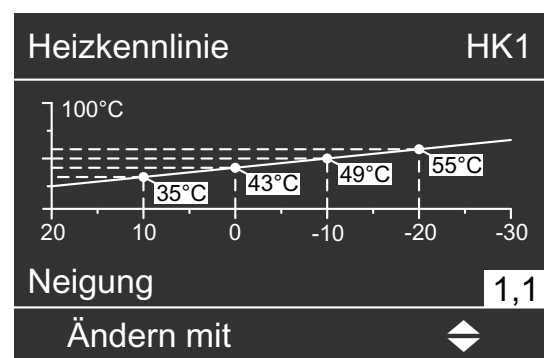 Heizkennlinie HK1
100°C
35°C 43°C 49°C 55°C
20 10 0 -10 -20 -30
Neigung 1,1
Ändern mit